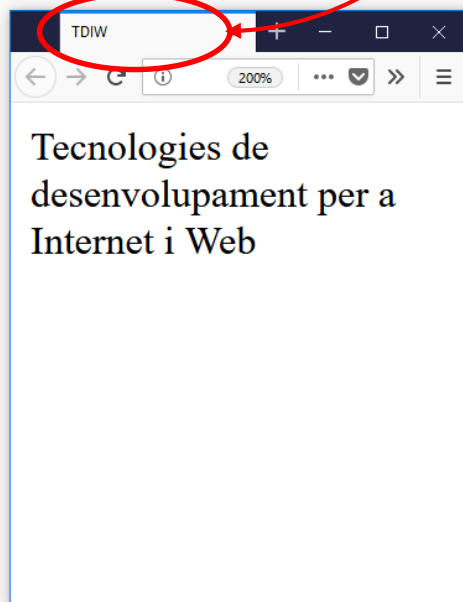 TDIW
200%
Tecnologies de
desenvolupament per a
Internet i Web